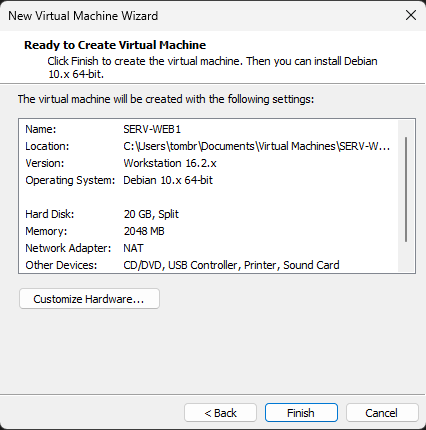 New Virtual Machine Wizard
Ready to Create Virtual Machine
Click Finish to create the virtual machine. Then you can install Debian
10.x 64-bit.
The virtual machine will be created with the following settings:
Name: SERV-WEB1
Location: C:\Users\tombr\Documents\Virtual Machines\SERV-W...
Version: Workstation 16.2.x
Operating System: Debian 10.x 64-bit
Hard Disk: 20 GB, Split
Memory: 2048 MB
Network Adapter: NAT
Other Devices: CD/DVD, USB Controller, Printer, Sound Card
Customize Hardware...
< Back Finish Cancel